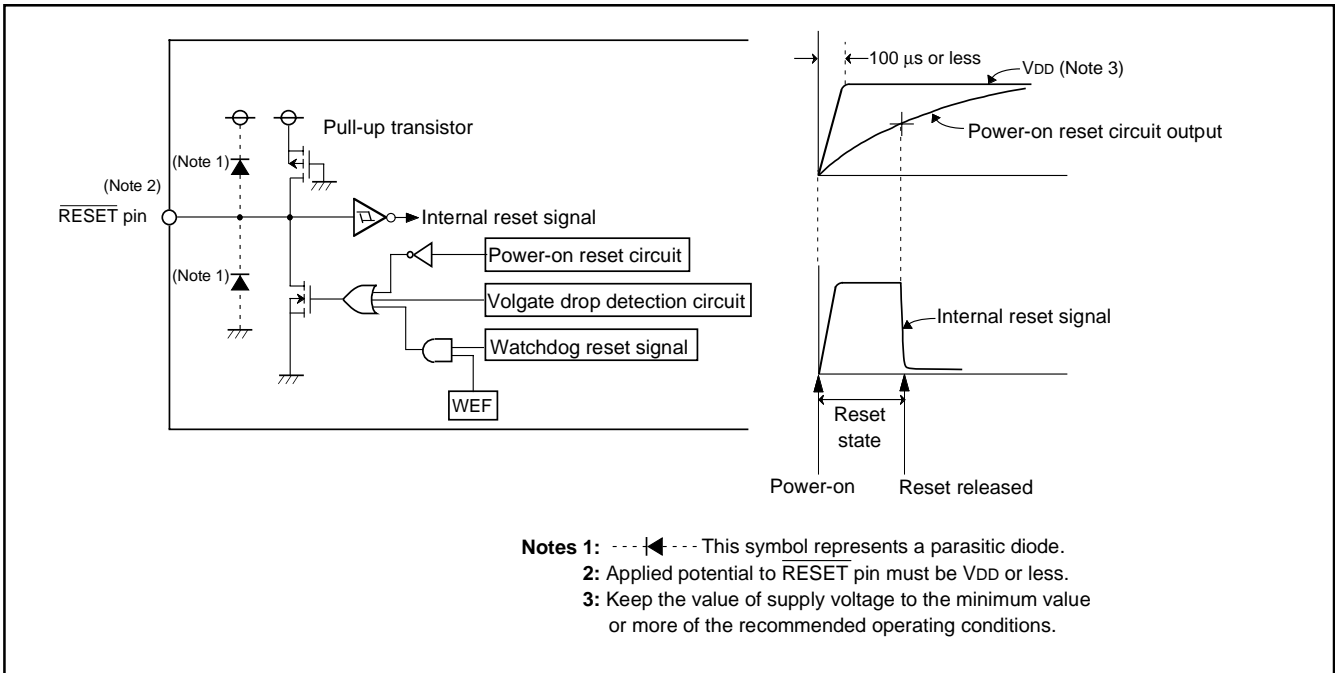 Pull-up transistor
(Note 1)
(Note 2)
RESET pin
Internal reset signal
Power-on reset circuit
(Note 1)
Volgate drop detection circuit
Watchdog reset signal
WEF
100 μs or less
VDD (Note 3)
Power-on reset circuit output
Internal reset signal
Reset
state
Power-on
Reset released
Notes 1: This symbol represents a parasitic diode.
2: Applied potential to RESET pin must be VDD or less.
3: Keep the value of supply voltage to the minimum value
or more of the recommended operating conditions.